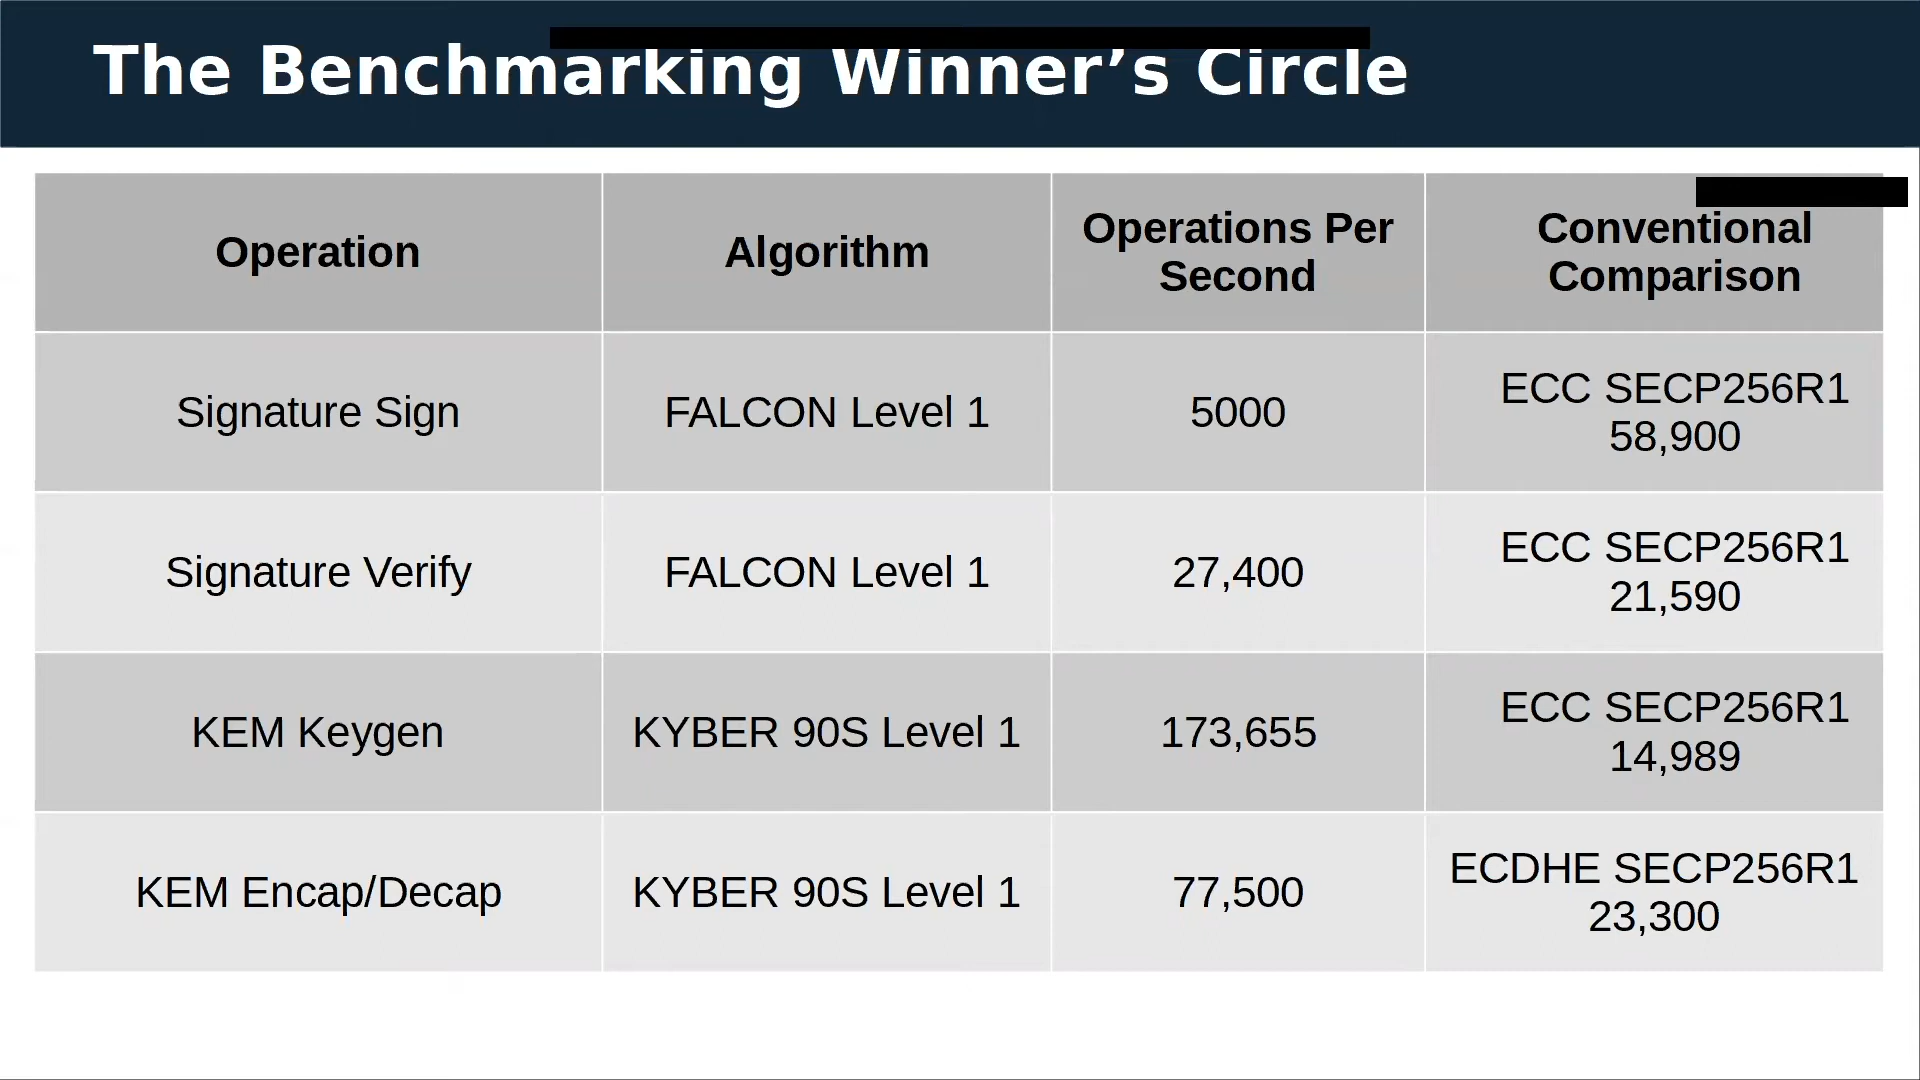 The Benchmarking Winner’s Circle
Operation
Algorithm
Operations Per
Second
Conventional
Comparison
Signature Sign
FALCON Level 1
5000
ECC SECP256R1
58,900
Signature Verify
FALCON Level 1
27,400
ECC SECP256R1
21,590
KEM Keygen
KYBER 90S Level 1
173,655
ECC SECP256R1
14,989
KEM Encap/Decap
KYBER 90S Level 1
77,500
ECDHE SECP256R1
23,300